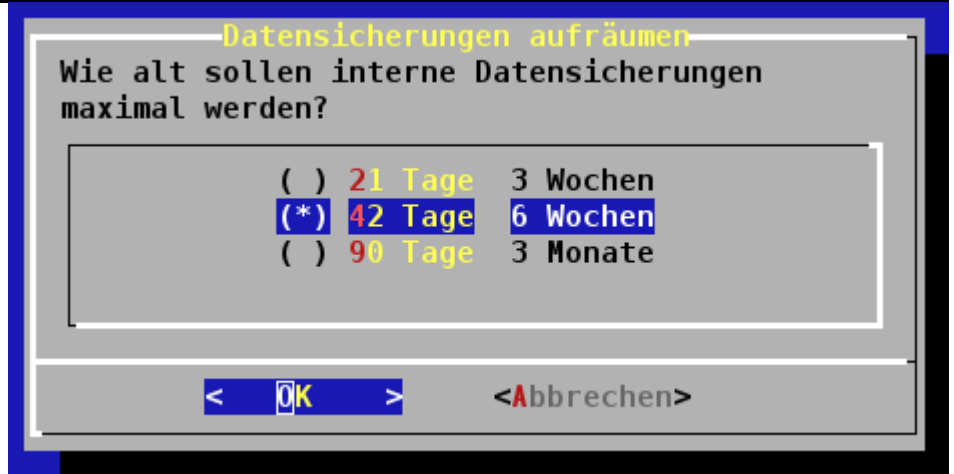 Datensicherungen aufräumen
Wie alt sollen interne Datensicherungen
maximal werden?
( ) 21 Tage 3 Wochen
(*) 42 Tage 6 Wochen
( ) 90 Tage 3 Monate
< OK > <Abbrechen>